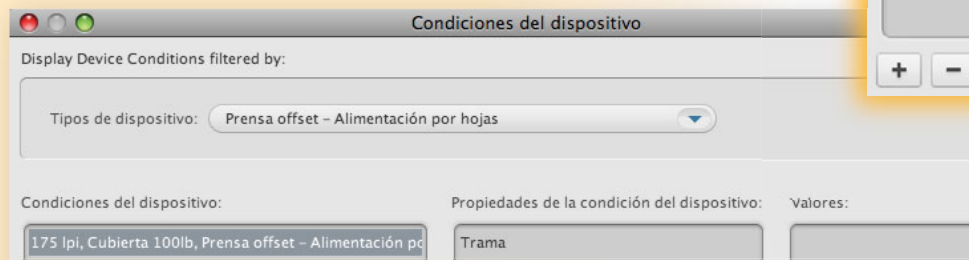 Condiciones del dispositivo
Display Device Conditions filtered by:
Tipos de dispositivo: Prensa offset – Alimentación por hojas
Condiciones del dispositivo: Propiedades de la condición del dispositivo: Valores:
175 lpi, Cubierta 100lb, Prensa offset – Alimentación po Trama